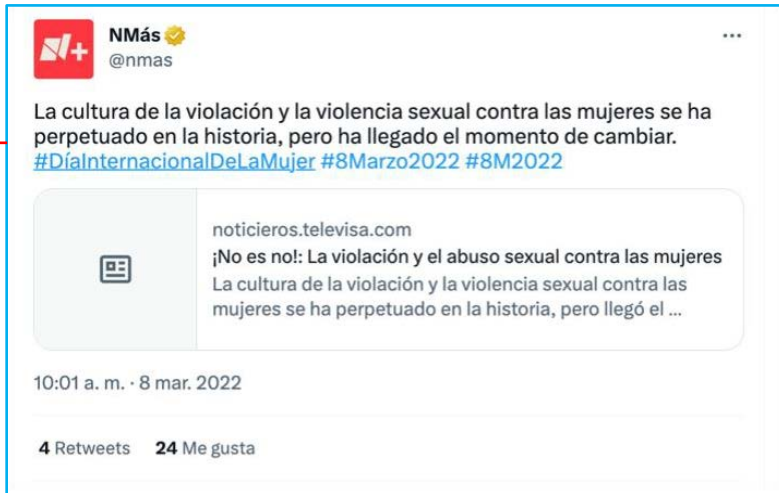 NMás
@nmas
La cultura de la violación y la violencia sexual contra las mujeres se ha
perpetuado en la historia, pero ha llegado el momento de cambiar.
#DíaInternacionalDeLaMujer #8Marzo2022 #8M2022
noticieros.televisa.com
¡No es no!: La violación y el abuso sexual contra las mujeres
La cultura de la violación y la violencia sexual contra las
mujeres se ha perpetuado en la historia, pero llegó el ...
10:01 a. m. · 8 mar. 2022
4 Retweets 24 Me gusta